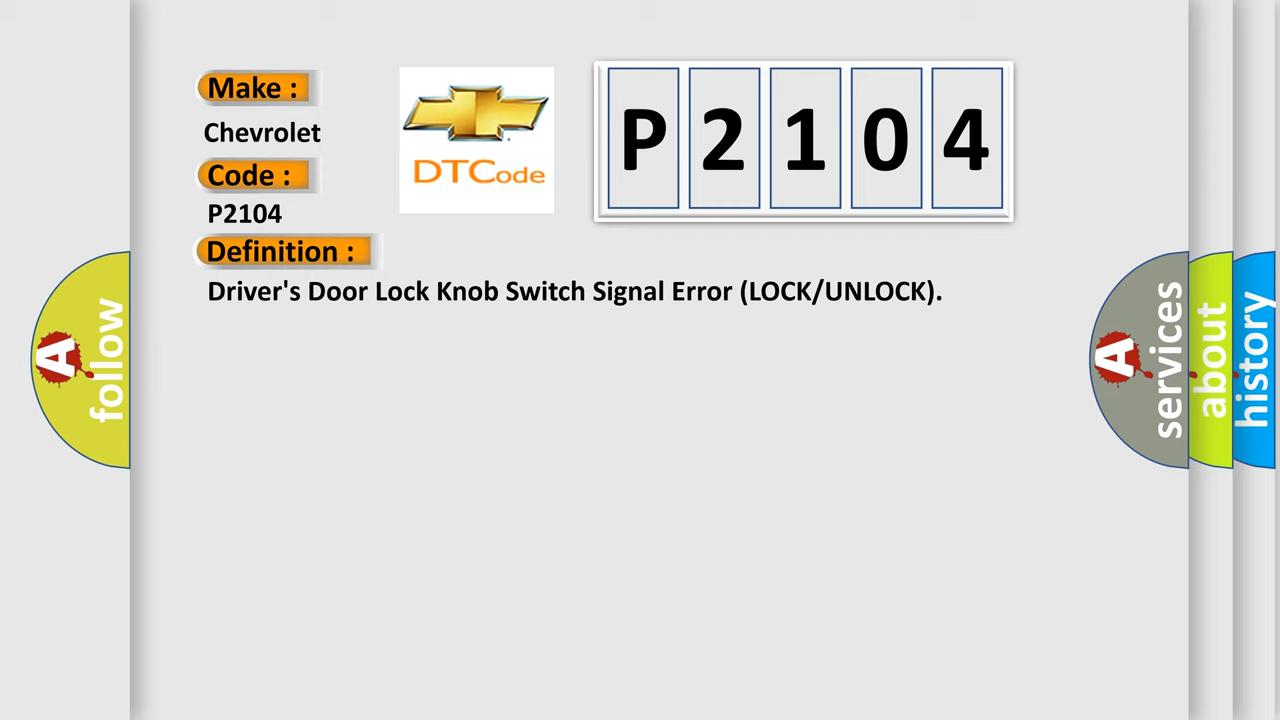 Make :
Chevrolet
Code :
P2104
Definition :
Driver's Door Lock Knob Switch Signal Error (LOCK/UNLOCK).
DTCode
P 2 1 0 4
A follow
A services
about
history